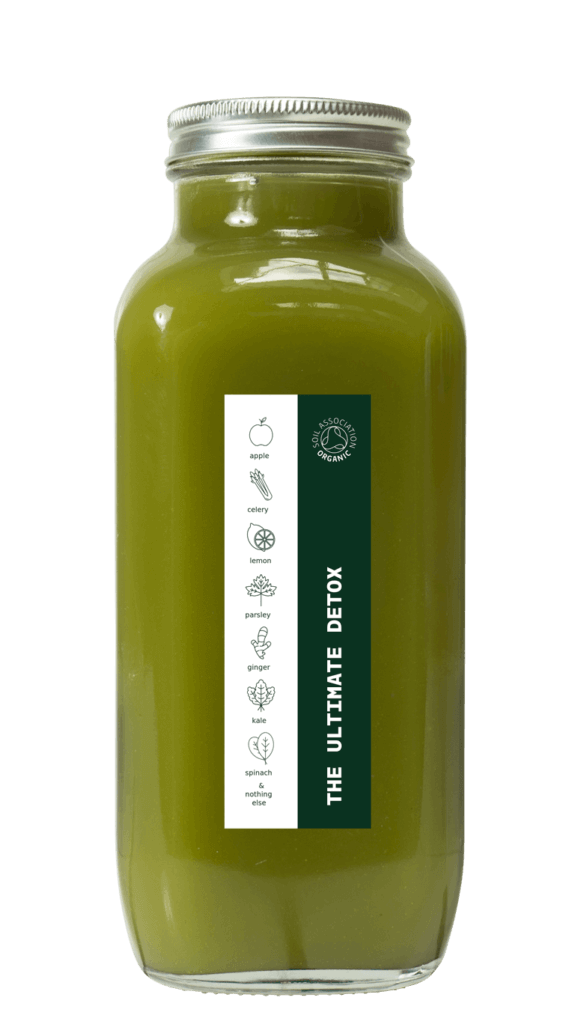 apple
celery
lemon
parsley
ginger
kale
spinach
&
nothing
else
SOIL ASSOCIATION
ORGANIC
THE ULTIMATE DETOX